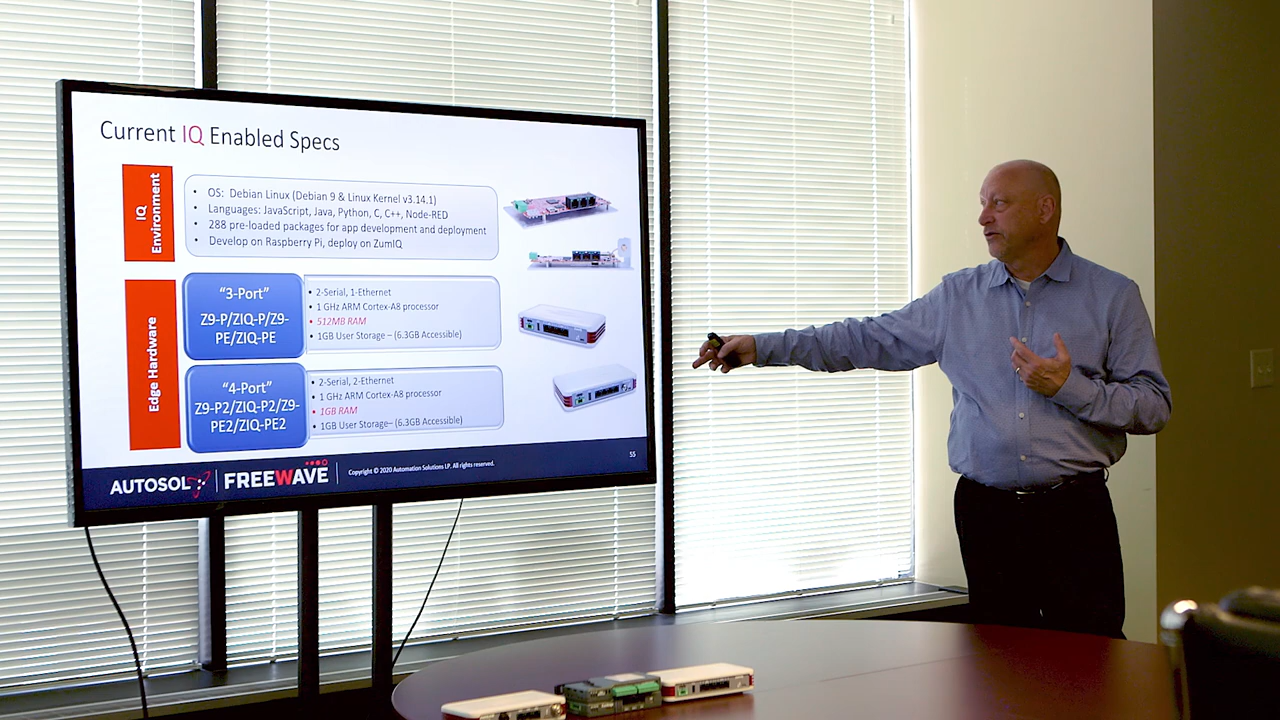 Current IQ Enabled Specs
IQ
Environment
• OS: Debian Linux (Debian 9 & Linux Kernel v3.14.1)
• Languages: JavaScript, Java, Python, C, C++, Node-RED
• 288 pre-loaded packages for app development and deployment
• Develop on Raspberry Pi, deploy on ZumIQ
Edge Hardware
"3-Port"
Z9-P/ZIQ-P/Z9-
PE/ZIQ-PE
• 2-Serial, 1-Ethernet
• 1 GHz ARM Cortex-A8 processor
• 512MB RAM
• 1GB User Storage – (6.3GB Accessible)
"4-Port"
Z9-P2/ZIQ-P2/Z9-
PE2/ZIQ-PE2
• 2-Serial, 2-Ethernet
• 1 GHz ARM Cortex-A8 processor
• 1GB RAM
• 1GB User Storage– (6.3GB Accessible)
AUTOSOL
FREEWAVE
Copyright © 2020 Automation Solutions LP. All rights reserved.
55